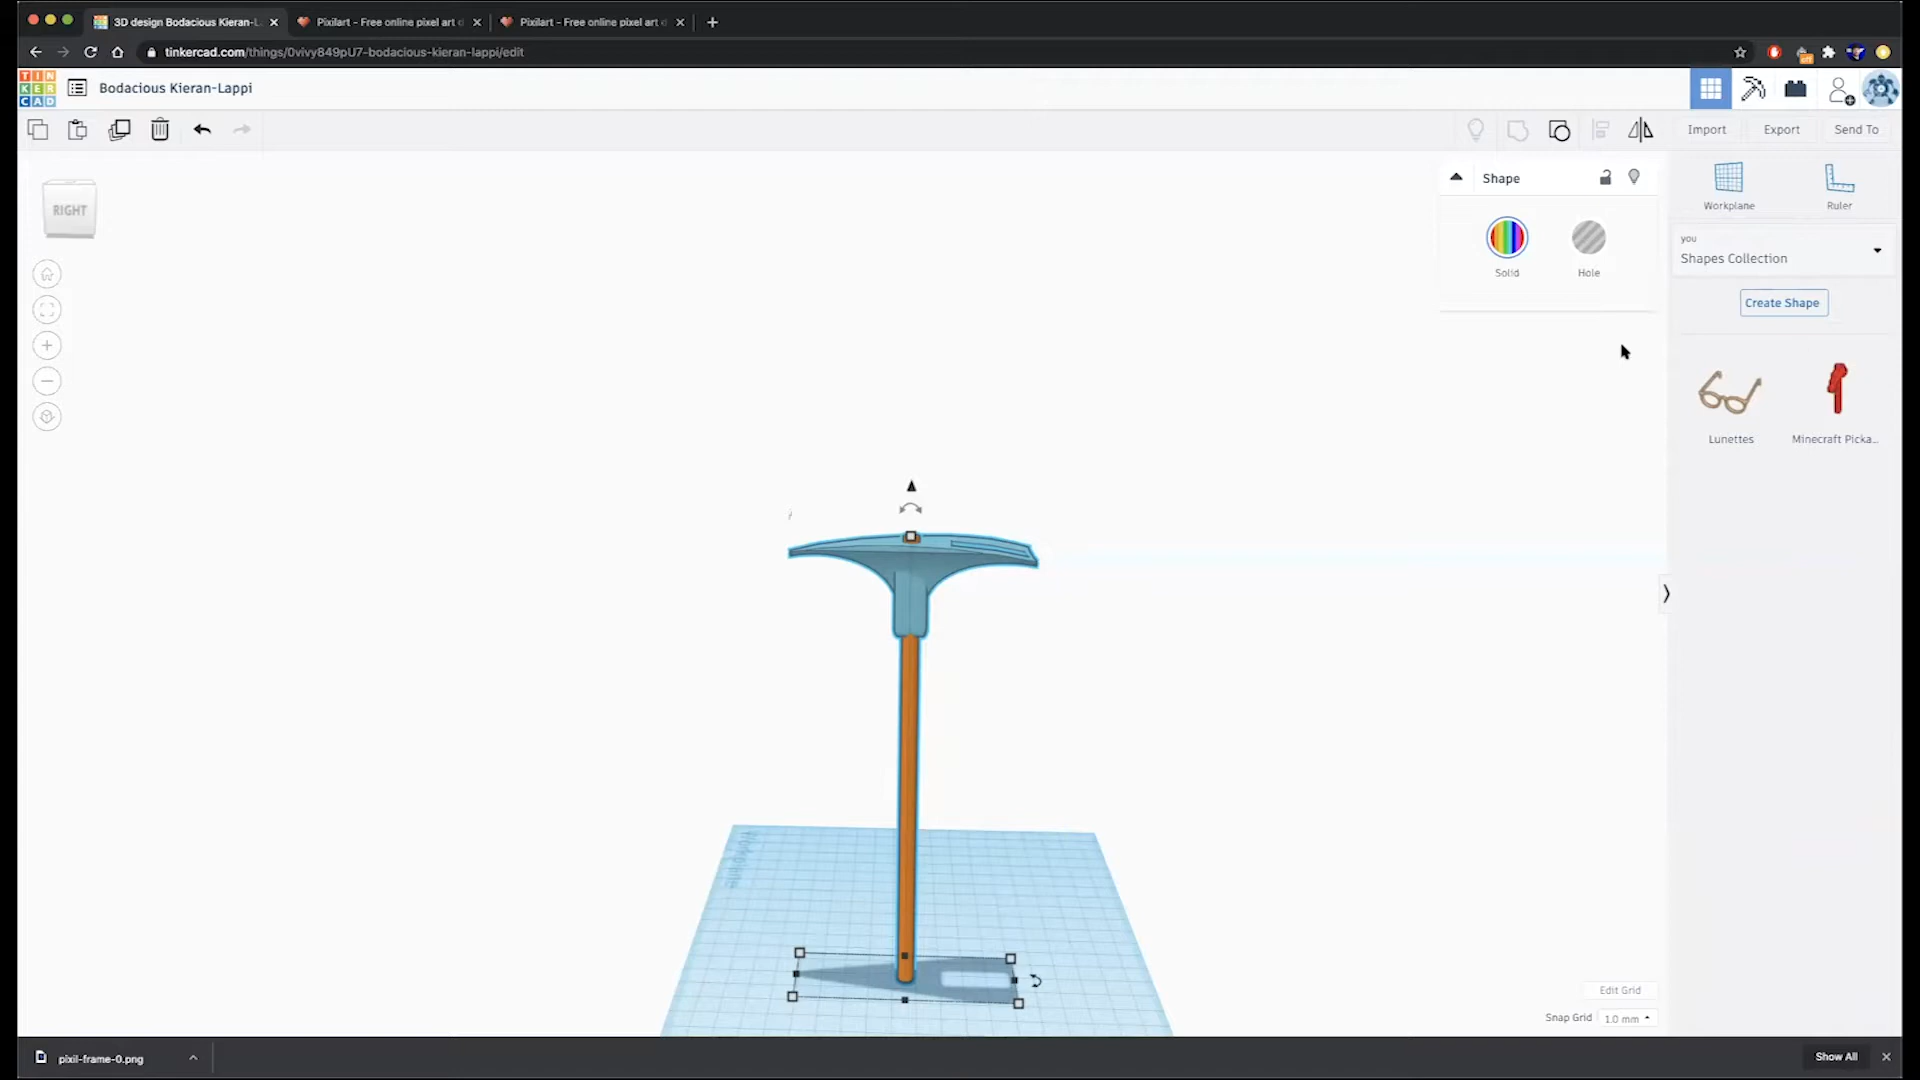 3D design Bodacious Kieran-L
Pixilart - Free online pixel art
Pixilart - Free online pixel art
tinkercad.com/things/0vivy849pU7-bodacious-kieran-lappi/edit
TIN
KER
CAD
Bodacious Kieran-Lappi
Import
Export
Send To
RIGHT
Shape
Solid
Hole
Workplane
Ruler
you
Shapes Collection
Create Shape
Lunettes
Minecraft Picka...
Workplane
Edit Grid
Snap Grid
1.0 mm
pixil-frame-0.png
Show All